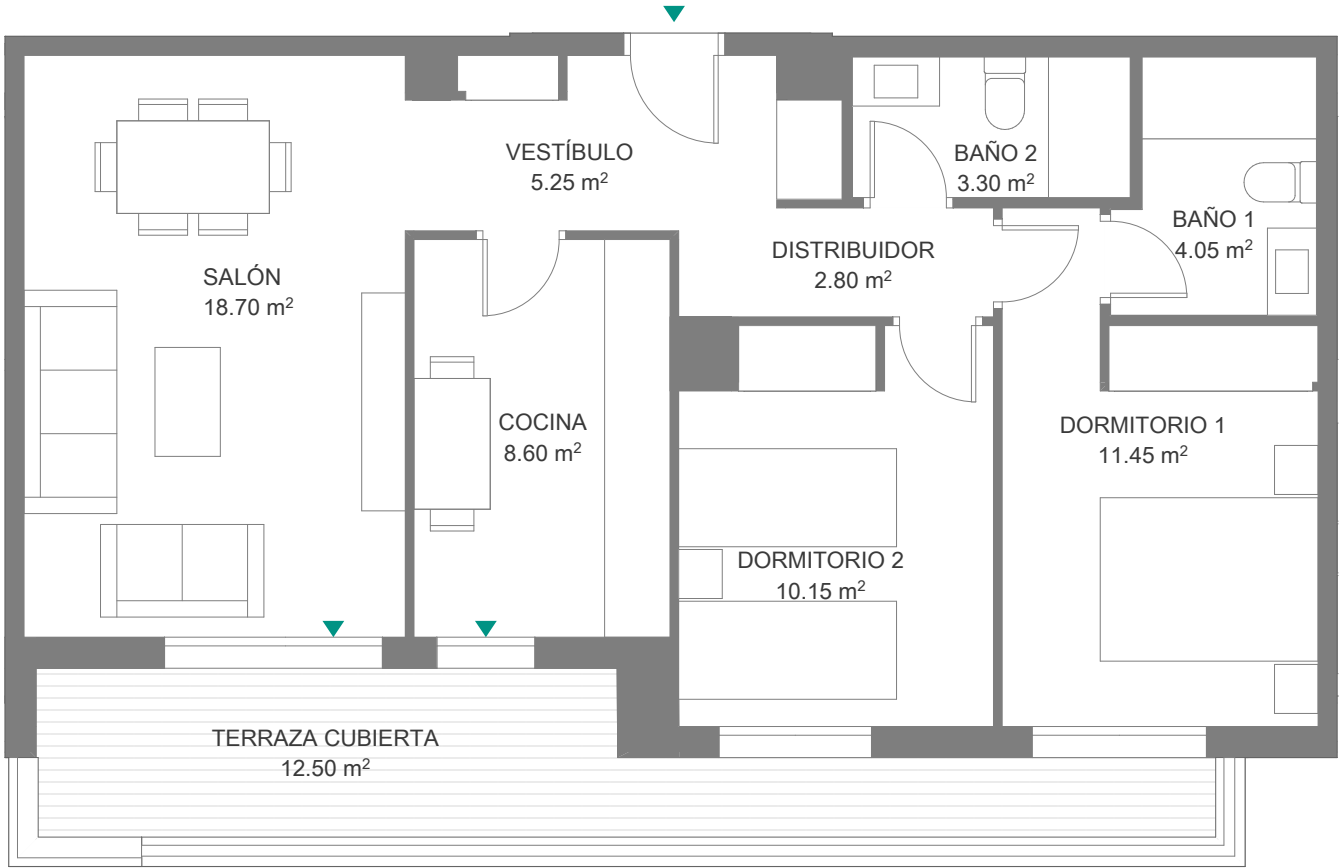 VESTÍBULO
5.25 m²
BAÑO 2
3.30 m²
BAÑO 1
4.05 m²
DISTRIBUIDOR
2.80 m²
SALÓN
18.70 m²
COCINA
8.60 m²
DORMITORIO 1
11.45 m²
DORMITORIO 2
10.15 m²
TERRAZA CUBIERTA
12.50 m²